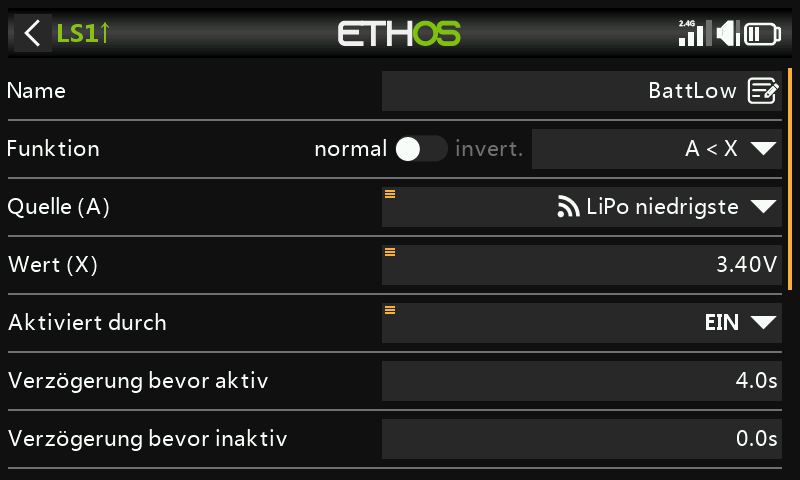 LS1↑ ETHOS 2.4G
Name BattLow
Funktion normal invert. A < X
Quelle (A) LiPo niedrigste
Wert (X) 3.40V
Aktiviert durch EIN
Verzögerung bevor aktiv 4.0s
Verzögerung bevor inaktiv 0.0s